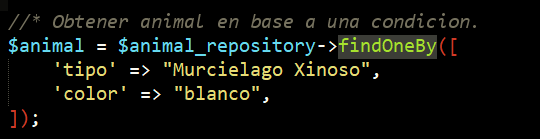 //* Obtener animal en base a una condicion.
$animal = $animal_repository->findOneBy([
    'tipo' => "Murcielago Xinoso",
    'color' => "blanco",
]);